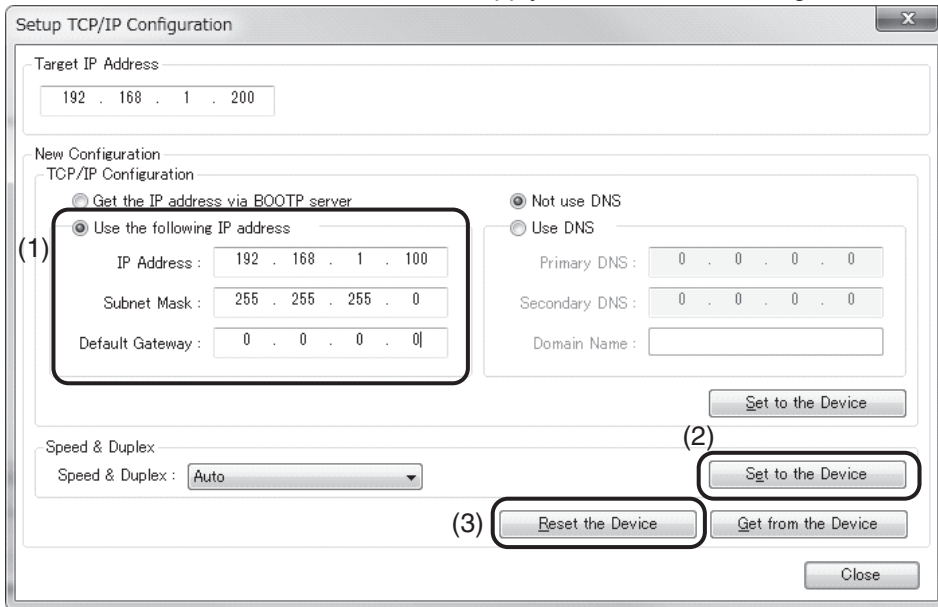 Setup TCP/IP Configuration
X
Target IP Address
192 . 168 . 1 . 200
New Configuration
TCP/IP Configuration
Get the IP address via BOOTP server
Not use DNS
(1)
Use the following IP address
Use DNS
IP Address : 192 . 168 . 1 . 100
Primary DNS : 0 . 0 . 0 . 0
Subnet Mask : 255 . 255 . 255 . 0
Secondary DNS : 0 . 0 . 0 . 0
Default Gateway : 0 . 0 . 0 . 0
Domain Name :
Set to the Device
(2)
Speed & Duplex
Speed & Duplex : Auto
Set to the Device
(3)
Reset the Device
Get from the Device
Close